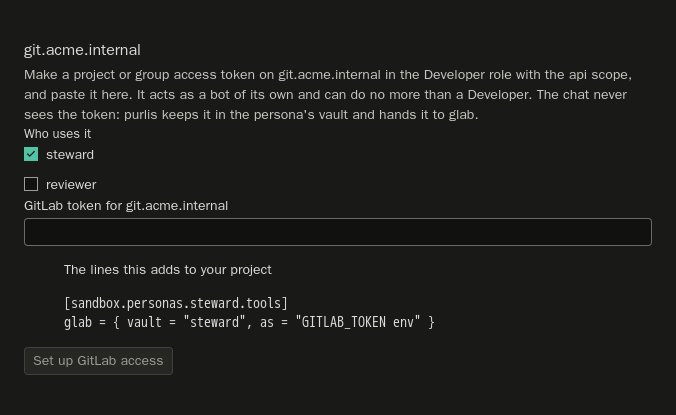 git.acme.internal
Make a project or group access token on git.acme.internal in the Developer role with the api scope,
and paste it here. It acts as a bot of its own and can do no more than a Developer. The chat never
sees the token: purlis keeps it in the persona's vault and hands it to glab.
Who uses it
steward
reviewer
GitLab token for git.acme.internal
The lines this adds to your project
[sandbox.personas.steward.tools]
glab = { vault = "steward", as = "GITLAB_TOKEN env" }
Set up GitLab access